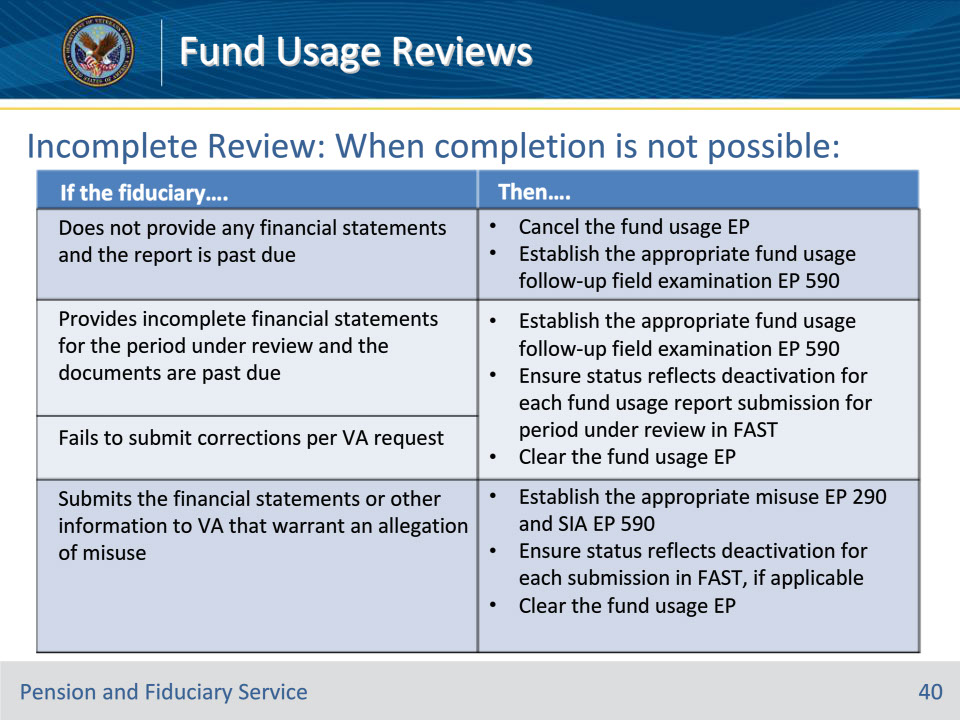 Fund Usage Reviews
Incomplete Review: When completion is not possible:
If the fiduciary….
Then….
Does not provide any financial statements
and the report is past due
• Cancel the fund usage EP
• Establish the appropriate fund usage
follow-up field examination EP 590
Provides incomplete financial statements
for the period under review and the
documents are past due
Fails to submit corrections per VA request
• Establish the appropriate fund usage
follow-up field examination EP 590
• Ensure status reflects deactivation for
each fund usage report submission for
period under review in FAST
• Clear the fund usage EP
Submits the financial statements or other
information to VA that warrant an allegation
of misuse
• Establish the appropriate misuse EP 290
and SIA EP 590
• Ensure status reflects deactivation for
each submission in FAST, if applicable
• Clear the fund usage EP
Pension and Fiduciary Service
40